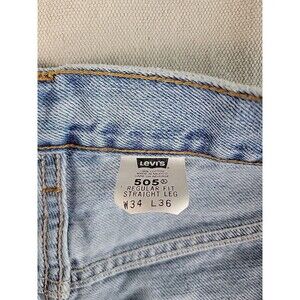 LEVI'S
505
REGULAR FIT
STRAIGHT LEG
W34 L36